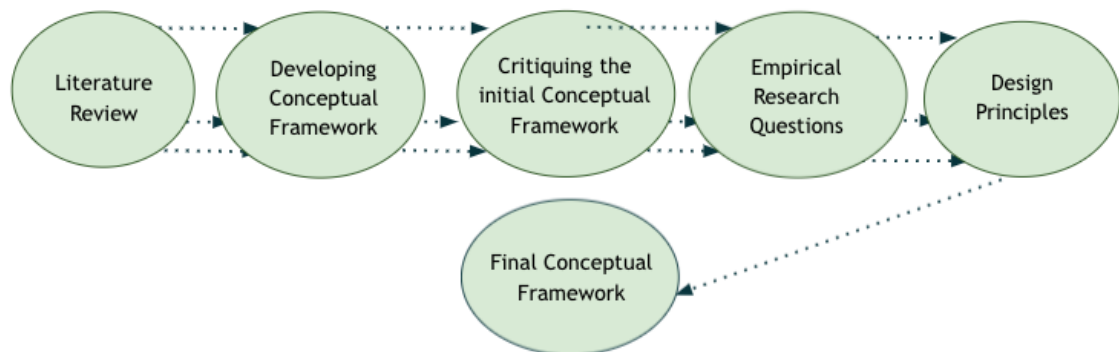 Literature
Review
Developing
Conceptual
Framework
Critiquing the
initial Conceptual
Framework
Empirical
Research
Questions
Design
Principles
Final Conceptual
Framework